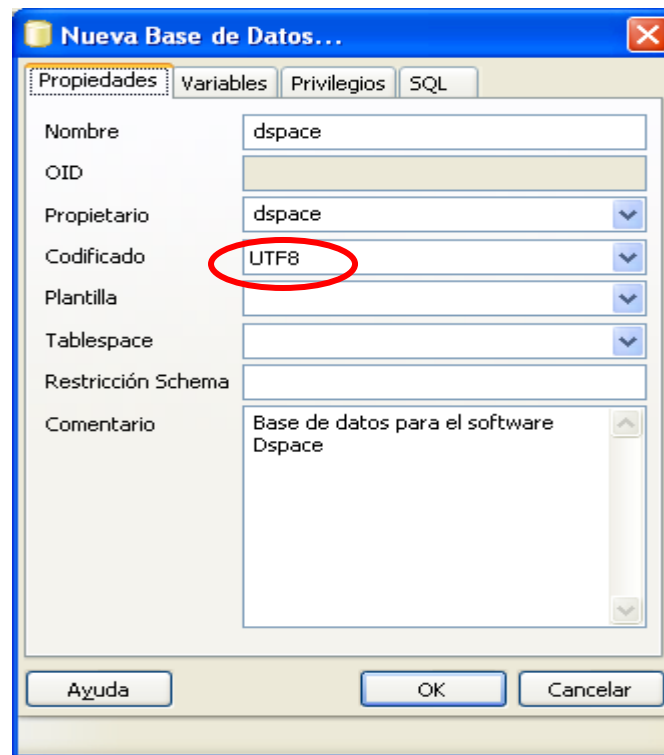 Nueva Base de Datos...
Propiedades Variables Privilegios SQL
Nombre dspace
OID
Propietario dspace
Codificado UTF8
Plantilla
Tablespace
Restricción Schema
Comentario Base de datos para el software
Dspace
Ayuda OK Cancelar